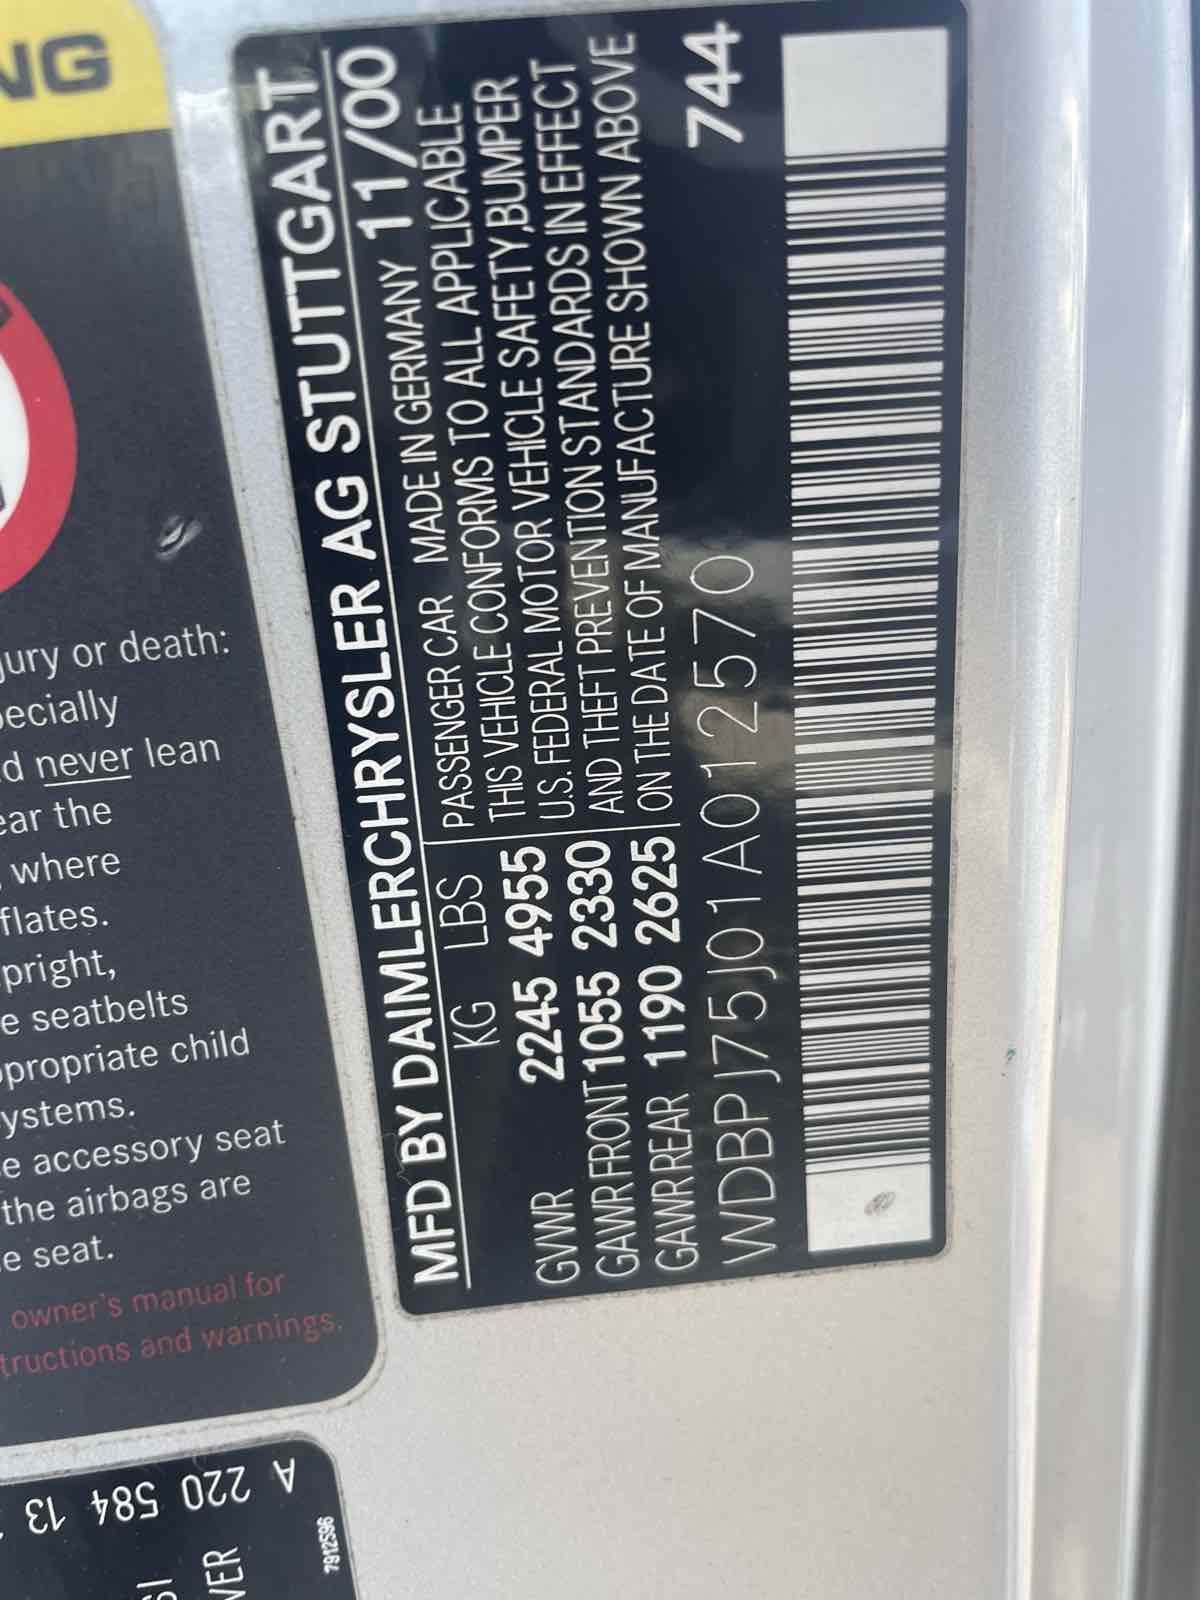 NG
jury or death:
pecially
d never lean
ear the
, where
flates.
pright,
e seatbelts
ppropriate child
ystems.
e accessory seat
the airbags are
e seat.
owner's manual for
tructions and warnings.
MFD BY DAIMLERCHRYSLER AG STUTTGART
KG LBS PASSENGER CAR MADE IN GERMANY 11/00
GVWR 2245 4955 THIS VEHICLE CONFORMS TO ALL APPLICABLE
GAWR FRONT 1055 2330 U.S. FEDERAL MOTOR VEHICLE SAFETY,BUMPER
GAWR REAR 1190 2625 AND THEFT PREVENTION STANDARDS IN EFFECT
ON THE DATE OF MANUFACTURE SHOWN ABOVE
WDBPJ75J01A012570 744
A 220 584 13
7912596
VER